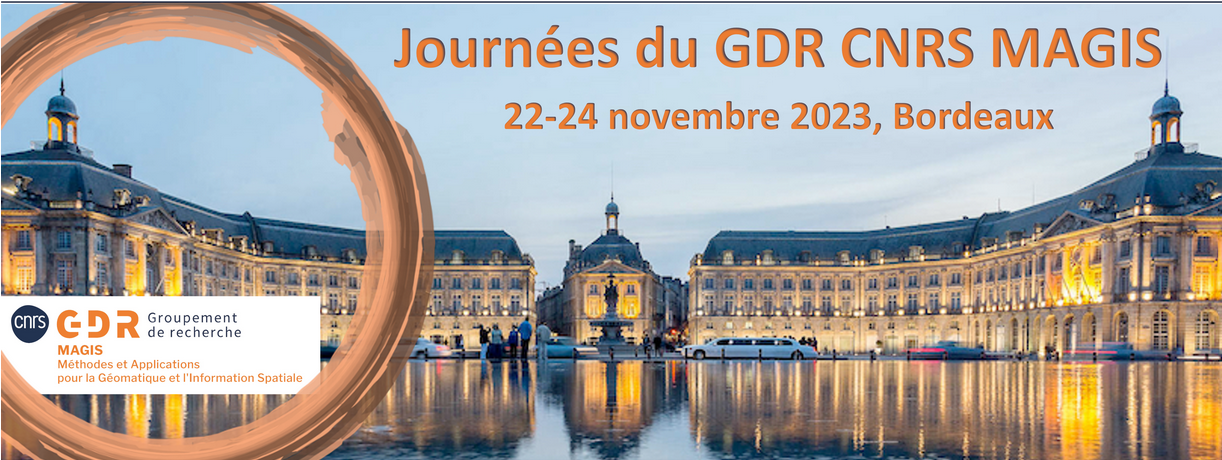 Journées du GDR CNRS MAGIS
22-24 novembre 2023, Bordeaux
cnrs GDR Groupement
de recherche
MAGIS
Méthodes et Applications
pour la Géomatique et l'Information Spatiale